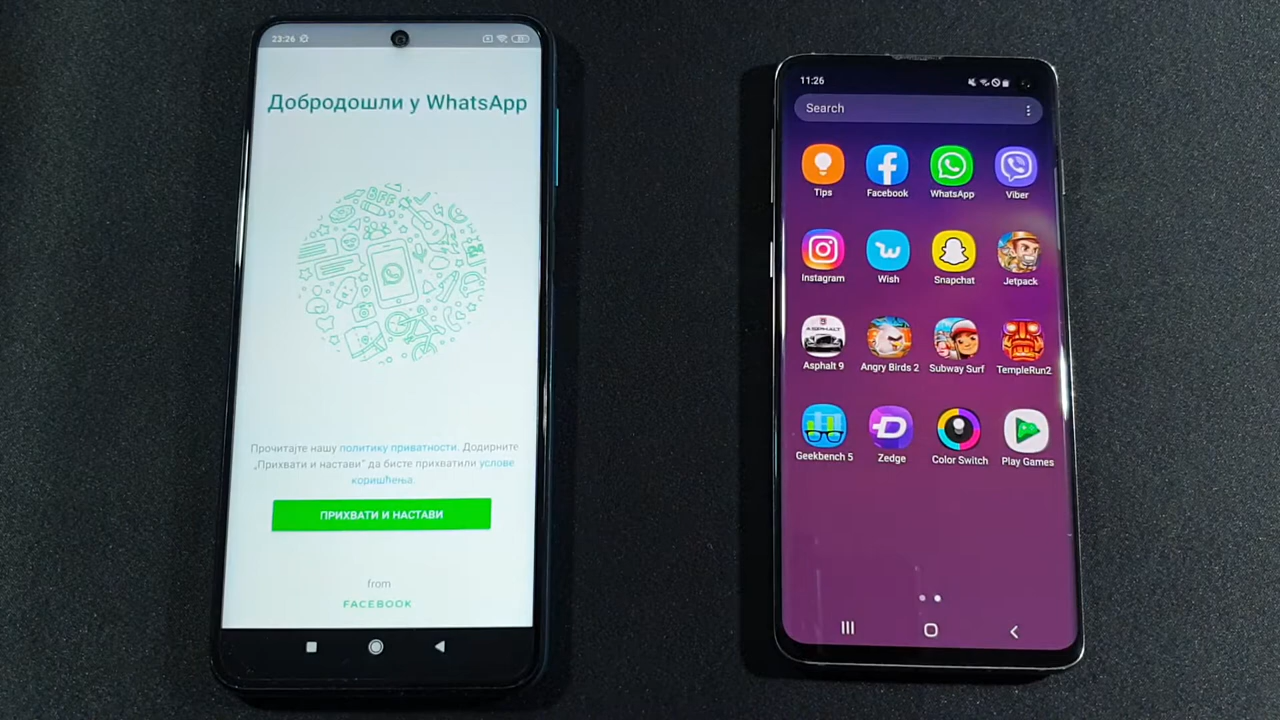 23:26
Добродошли у WhatsApp
BFF
Прочитајте нашу политику приватности. Додирните
„Прихвати и настави” да бисте прихватили услове
коришћења.
ПРИХВАТИ И НАСТАВИ
from
FACEBOOK
11:26
Search
Tips
Facebook
WhatsApp
Viber
Instagram
Wish
Snapchat
Jetpack
ASPHALT
Asphalt 9
Angry Birds 2
Subway Surf
TempleRun2
Geekbench 5
Zedge
Color Switch
Play Games